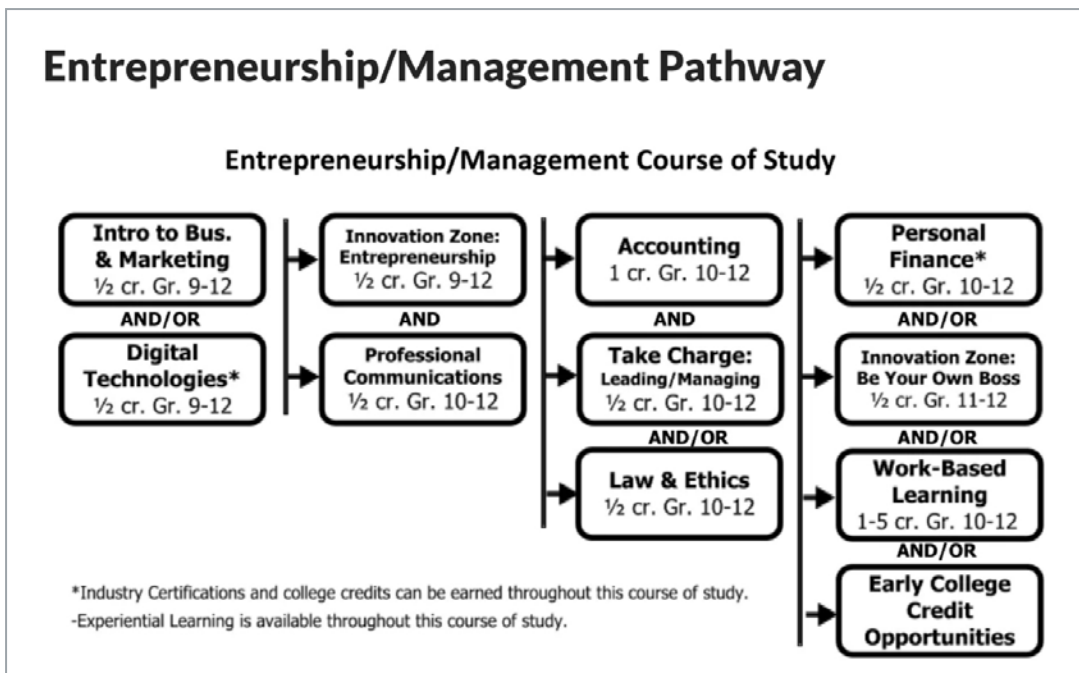 Entrepreneurship/Management Pathway
Entrepreneurship/Management Course of Study
Intro to Bus.
& Marketing
½ cr. Gr. 9-12
AND/OR
Digital
Technologies*
½ cr. Gr. 9-12
Innovation Zone:
Entrepreneurship
½ cr. Gr. 9-12
AND
Professional
Communications
½ cr. Gr. 10-12
Accounting
1 cr. Gr. 10-12
AND
Take Charge:
Leading/Managing
½ cr. Gr. 10-12
AND/OR
Law & Ethics
½ cr. Gr. 10-12
Personal
Finance*
½ cr. Gr. 10-12
AND/OR
Innovation Zone:
Be Your Own Boss
½ cr. Gr. 11-12
AND/OR
Work-Based
Learning
1-5 cr. Gr. 10-12
AND/OR
Early College
Credit
Opportunities
*Industry Certifications and college credits can be earned throughout this course of study.
-Experiential Learning is available throughout this course of study.